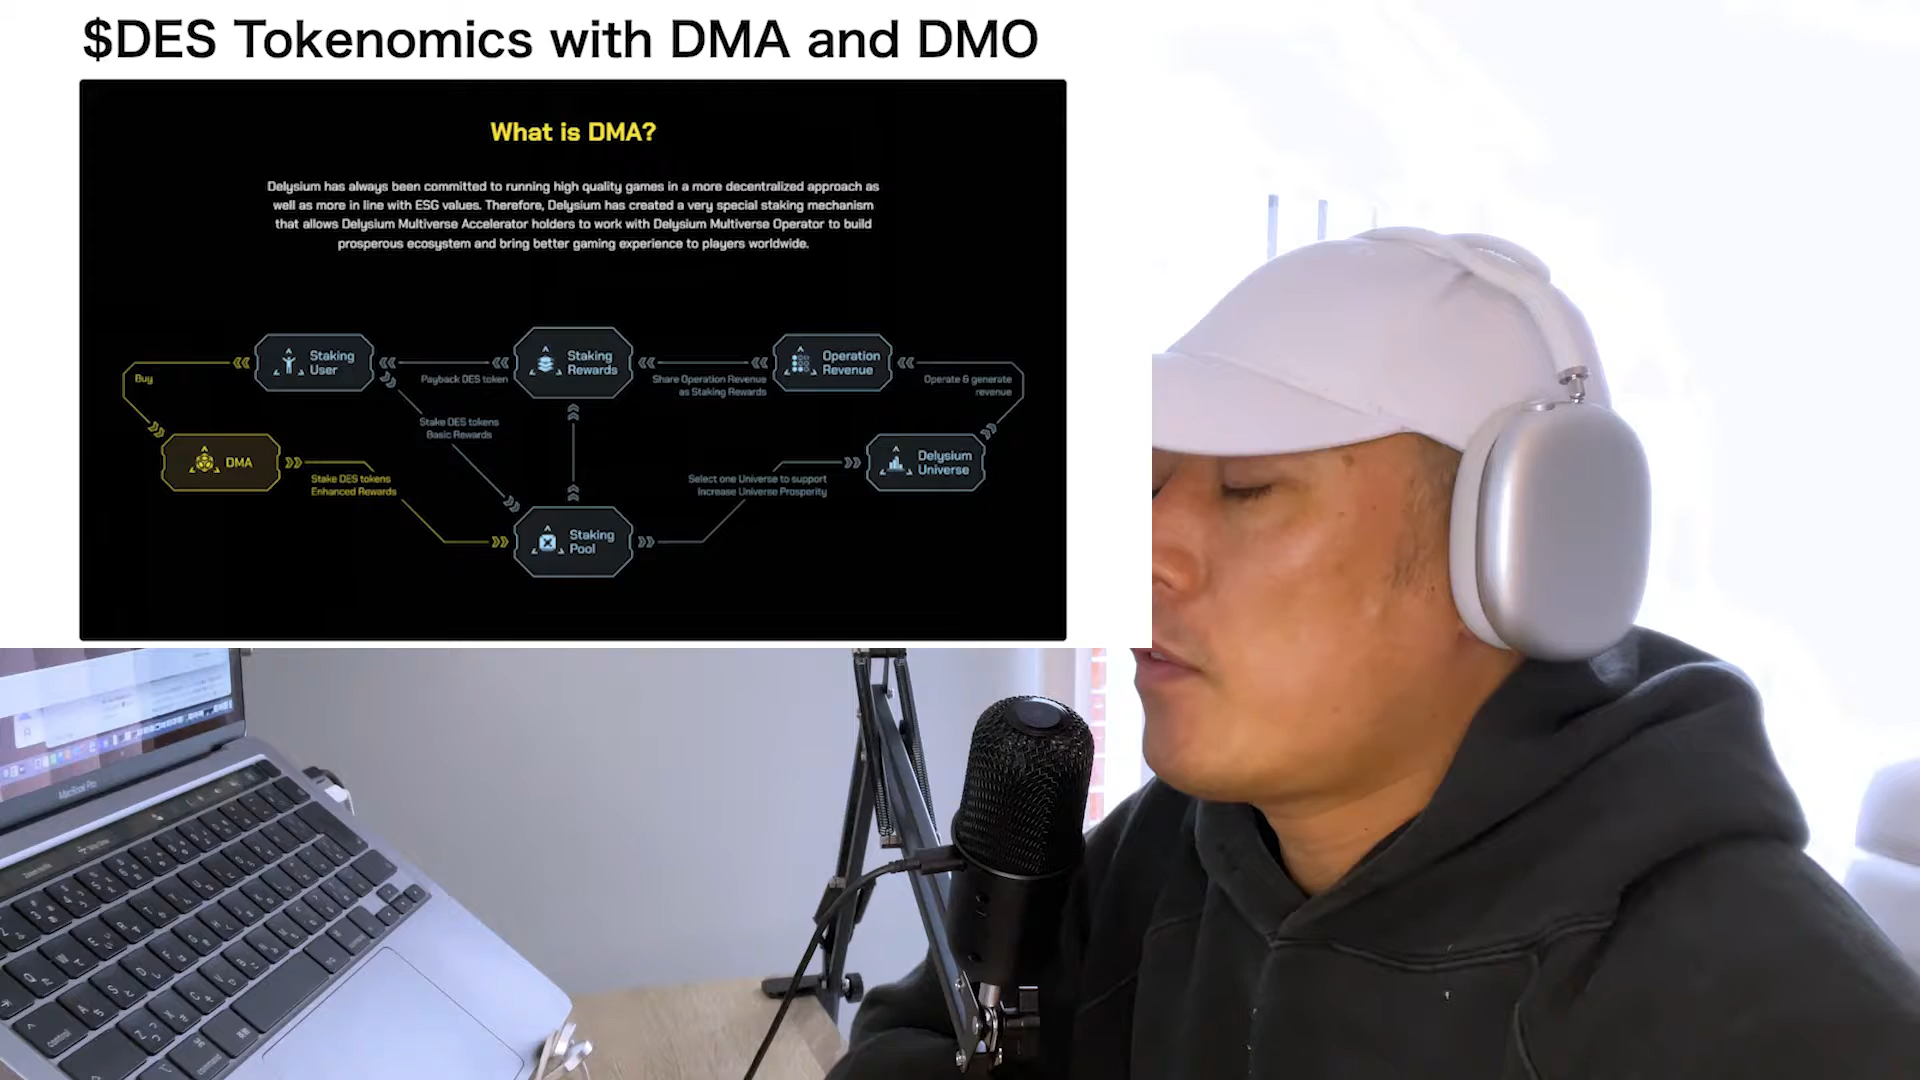 $DES Tokenomics with DMA and DMO
What is DMA?
Delysium has always been committed to running high quality games in a more decentralized approach as
well as more in line with ESG values. Therefore, Delysium has created a very special staking mechanism
that allows Delysium Multiverse Accelerator holders to work with Delysium Multiverse Operator to build
prosperous ecosystem and bring better gaming experience to players worldwide.
Staking
User
Staking
Rewards
Operation
Revenue
Buy
Payback DES token
Share Operation Revenue
as Staking Rewards
Operate & generate
revenue
Stake DES tokens
Basic Rewards
DMA
Delysium
Universe
Stake DES tokens
Enhanced Rewards
Select one Universe to support
Increase Universe Prosperity
Staking
Pool
MacBook Pro
control
command